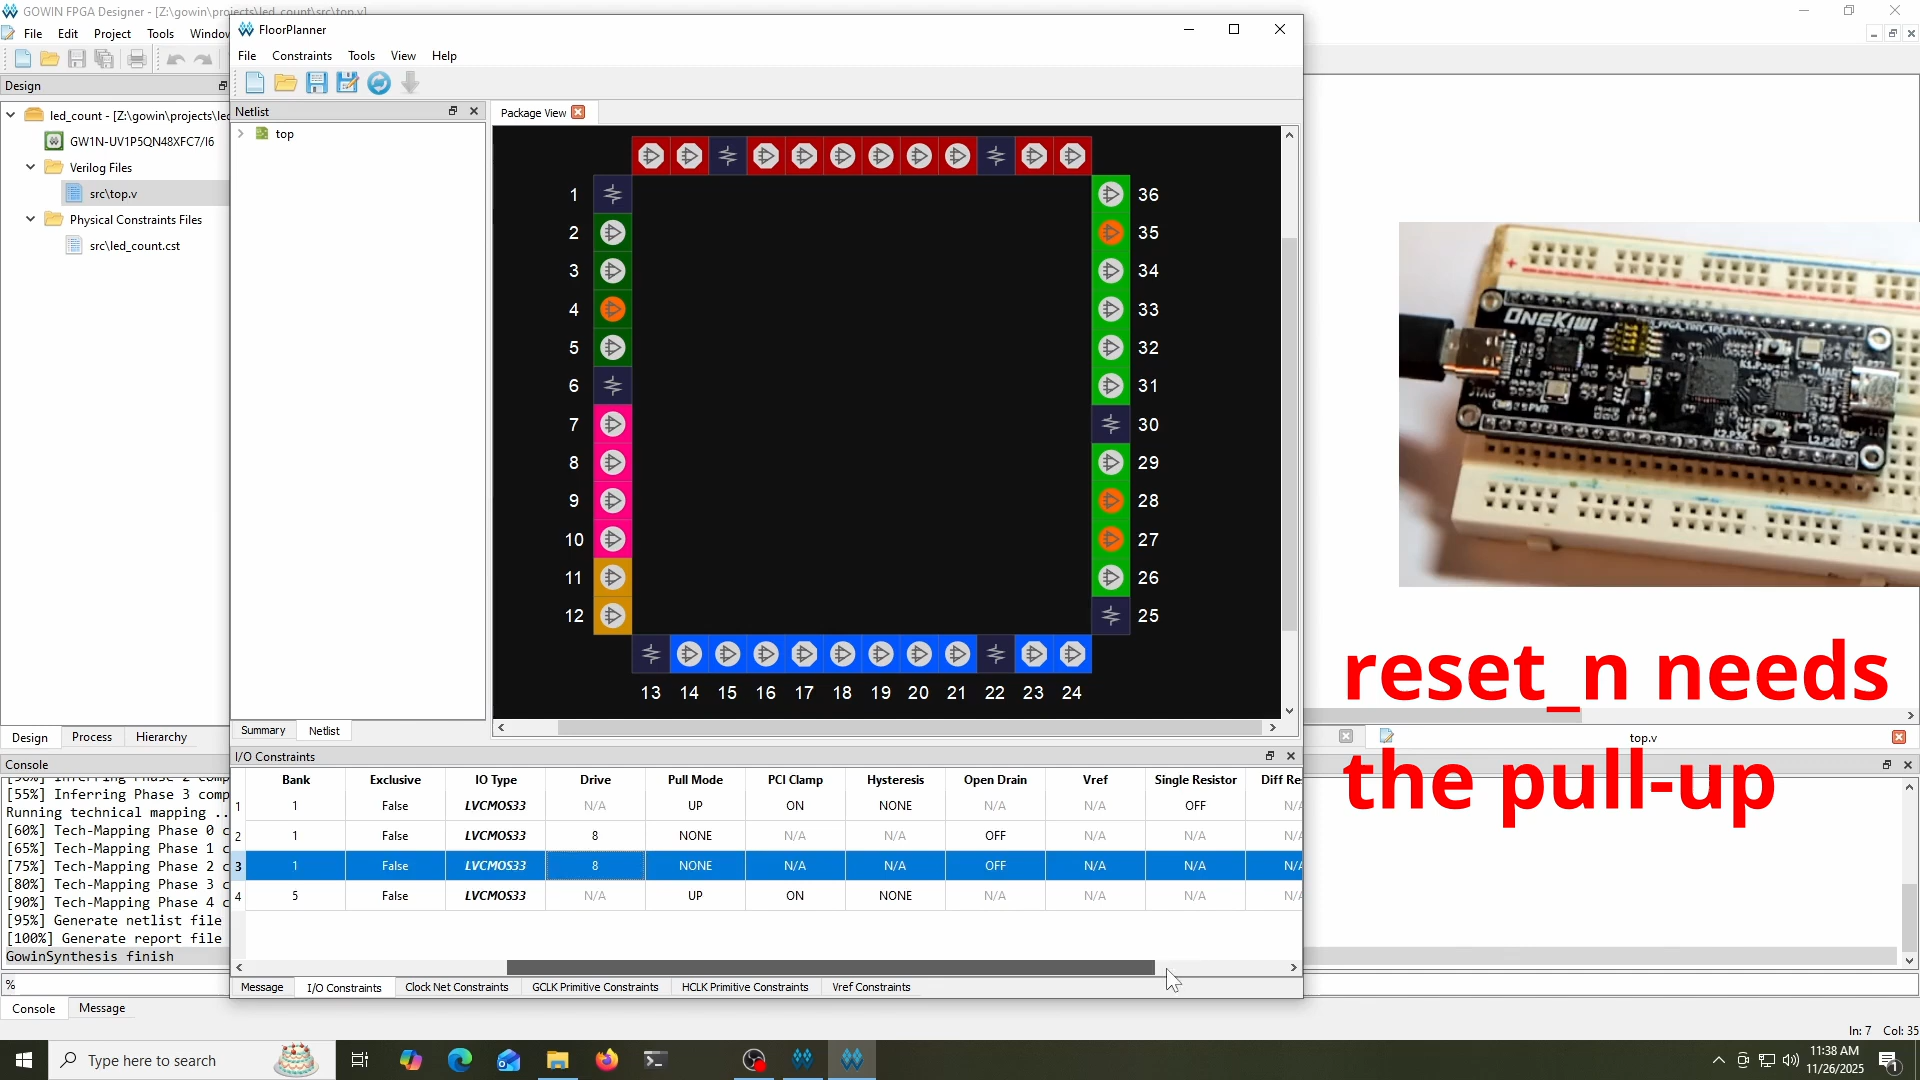 GOWIN FPGA Designer - [Z:\gowin\projects\led_count\src\top.v]
File Edit Project Tools Window
FloorPlanner
File Constraints Tools View Help
Design
led_count - [Z:\gowin\projects\led
GW1N-UV1P5QN48XFC7/I6
Verilog Files
src\top.v
Physical Constraints Files
src\led_count.cst
Netlist
top
Package View
1 36
2 35
3 34
4 33
5 32
6 31
7 30
8 29
9 28
10 27
11 26
12 25
13 14 15 16 17 18 19 20 21 22 23 24
ONEKIWI
JTAG
PWR
UART
reset_n needs
the pull-up
Summary Netlist
Design Process Hierarchy
top.v
Console
Inferring Phase 2 comp
[55%] Inferring Phase 3 comp
Running technical mapping ..
[60%] Tech-Mapping Phase 0 c
[65%] Tech-Mapping Phase 1 c
[75%] Tech-Mapping Phase 2 c
[80%] Tech-Mapping Phase 3 c
[90%] Tech-Mapping Phase 4 c
[95%] Generate netlist file
[100%] Generate report file
GowinSynthesis finish
%
Console Message
I/O Constraints
Bank Exclusive IO Type Drive Pull Mode PCI Clamp Hysteresis Open Drain Vref Single Resistor Diff Re
1 1 False LVCMOS33 N/A UP ON NONE N/A N/A OFF N/A
2 1 False LVCMOS33 8 NONE N/A N/A OFF N/A N/A N/A
3 1 False LVCMOS33 8 NONE N/A N/A OFF N/A N/A N/A
4 5 False LVCMOS33 N/A UP ON NONE N/A N/A N/A N/A
Message I/O Constraints Clock Net Constraints GCLK Primitive Constraints HCLK Primitive Constraints Vref Constraints
ln: 7 Col: 35
Type here to search
11:38 AM
11/26/2025
1